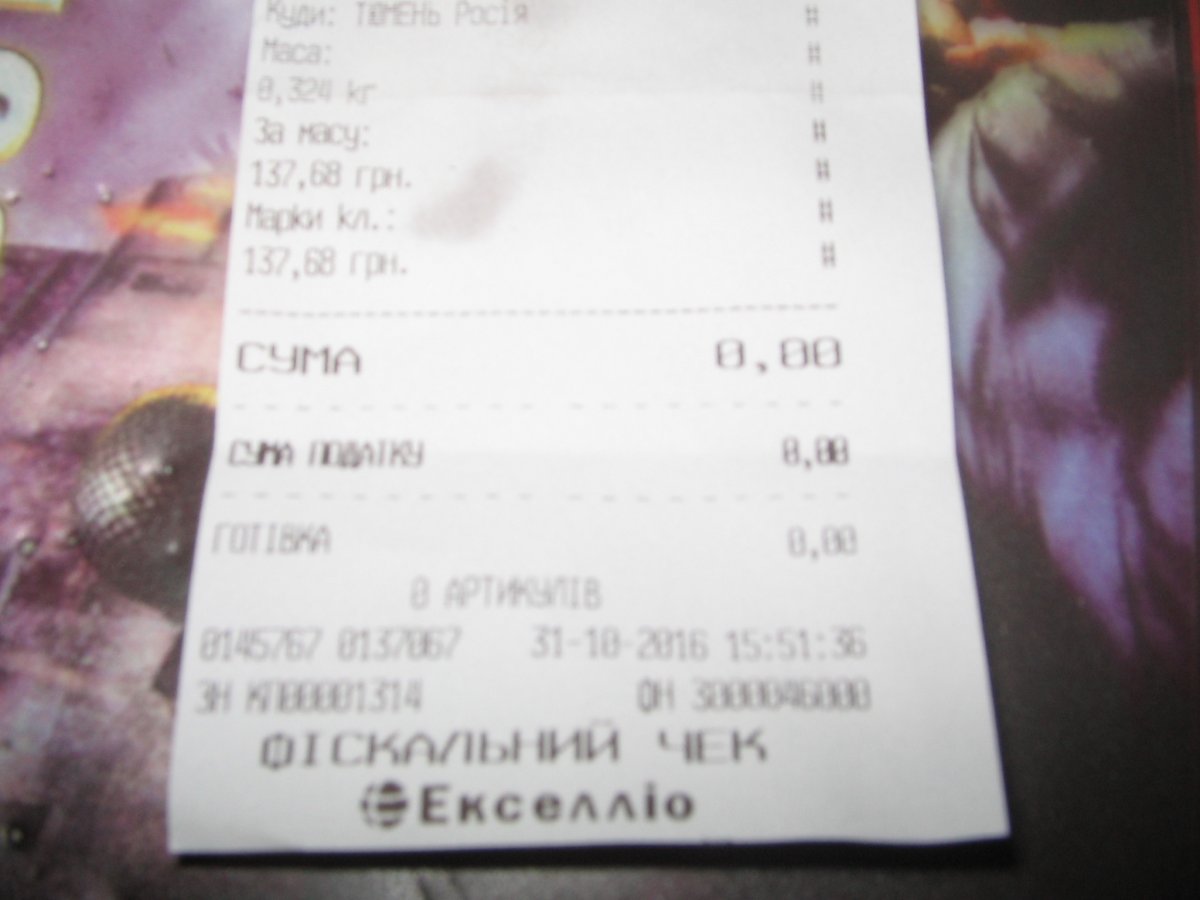 Куди: ТЮМЕНЬ Росія #
Маса: #
0,324 kг #
За масу: #
137,68 грн. #
Марки кл.: #
137,68 грн. #
СУМА 0,00
СУМА ПОДАТКУ 0,00
ГОТІВКА 0,00
0 АРТИКУЛІВ
0145767 0137067 31-10-2016 15:51:36
ЗН КП00001314 ФН 3000046000
ФІСКАЛЬНИЙ ЧЕК
Екселліо